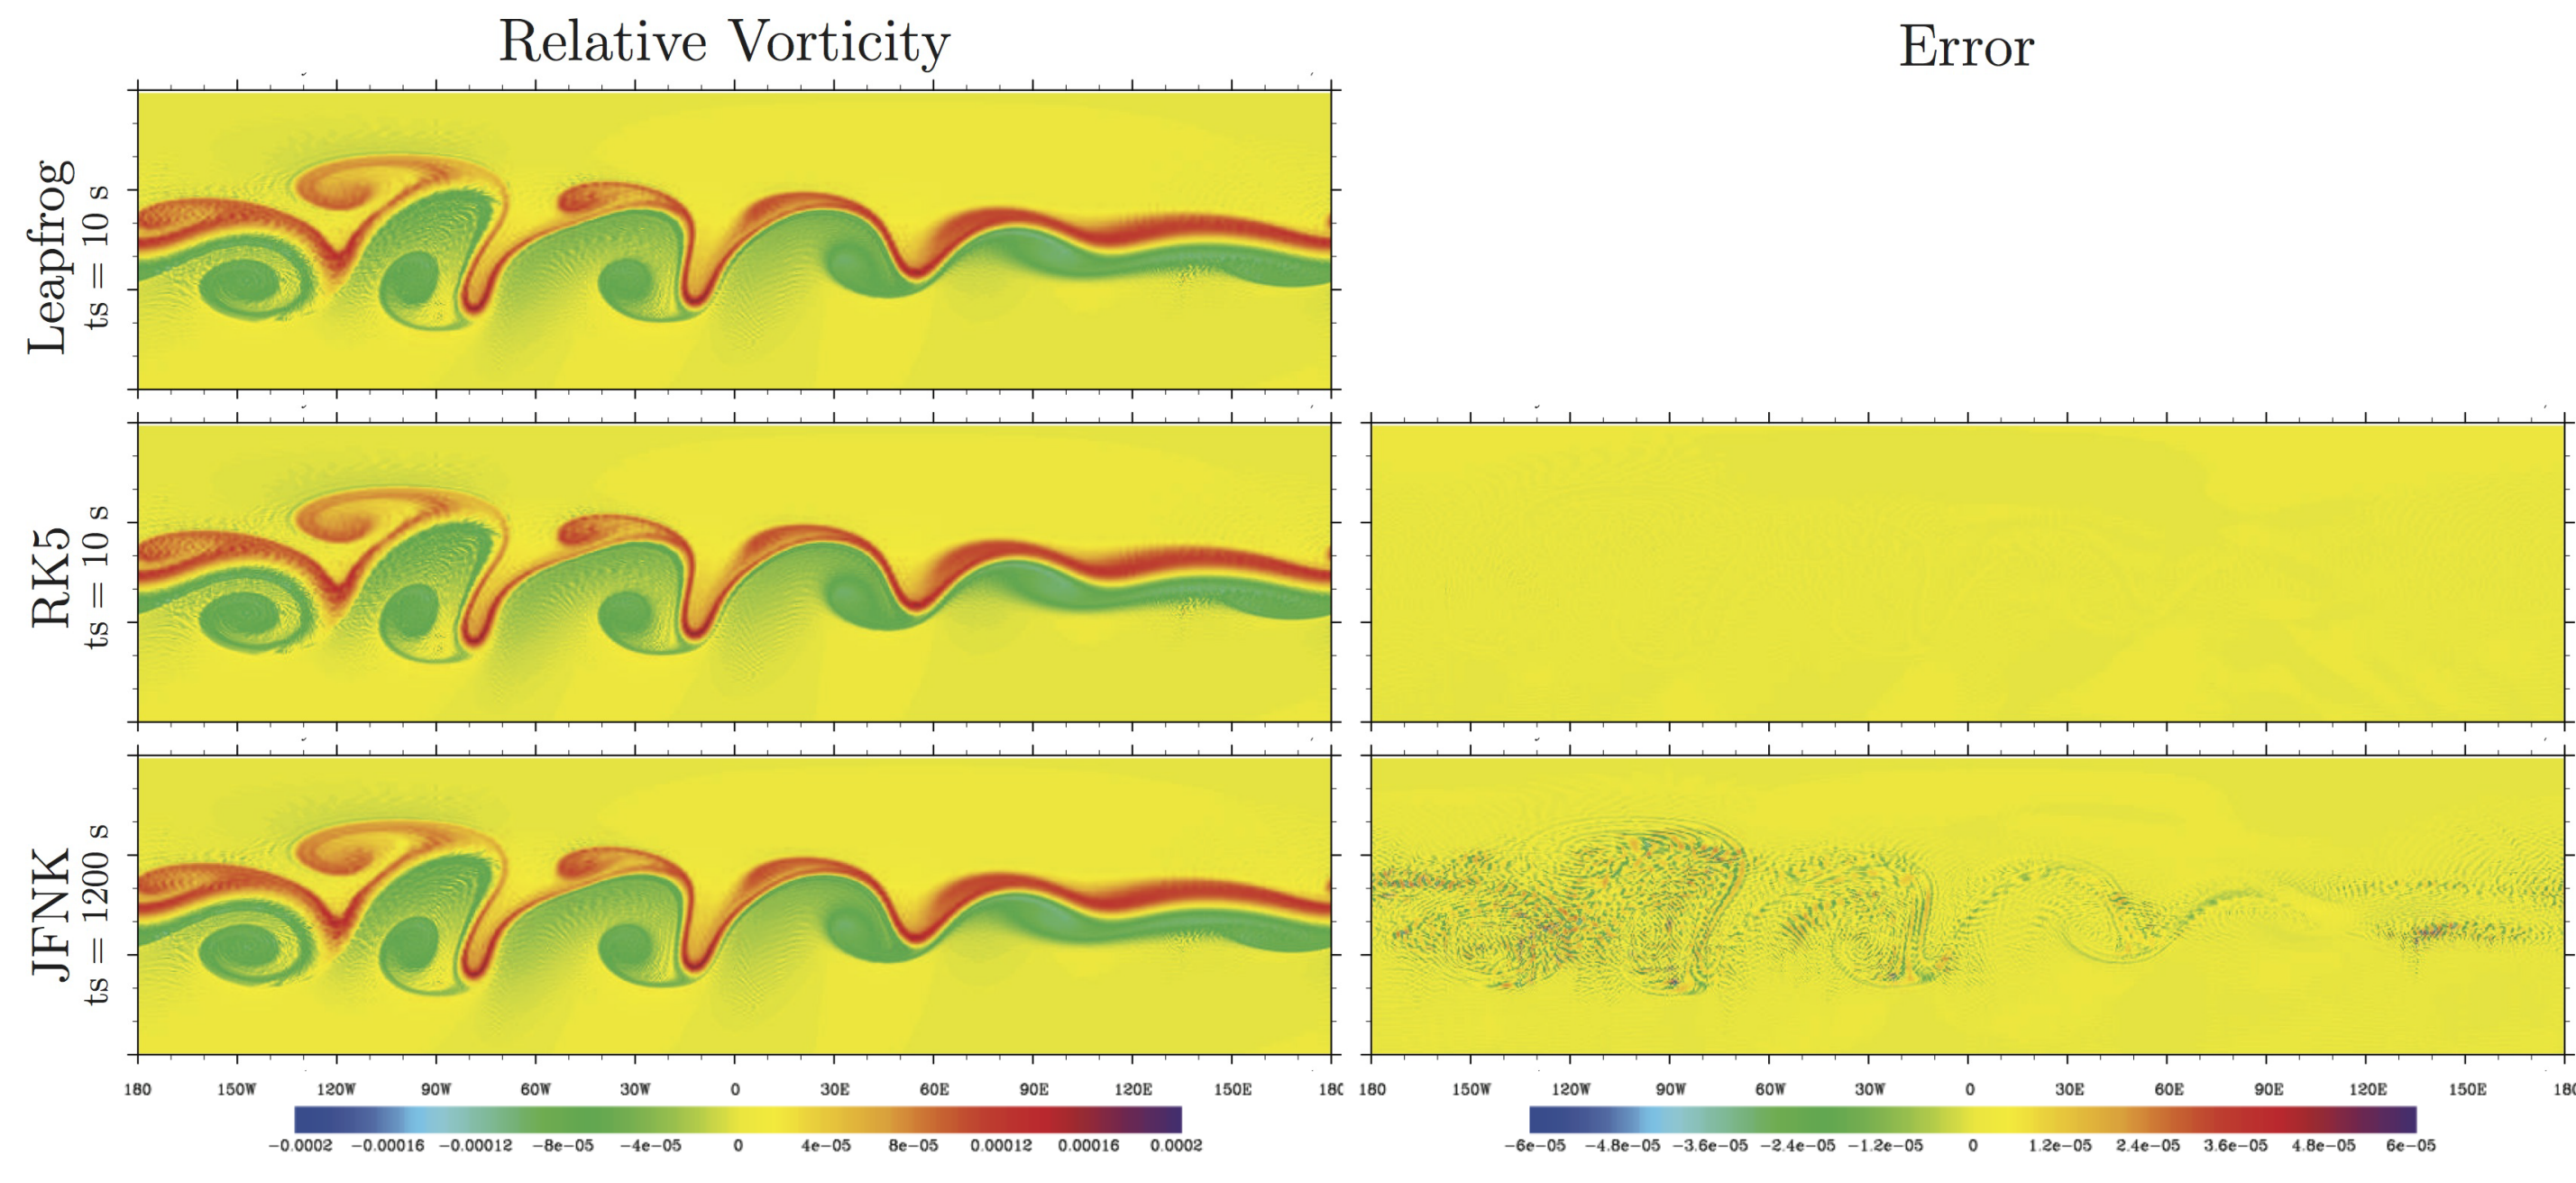 Relative Vorticity
Error
Leapfrog
ts = 10 s
RK5
ts = 10 s
JFNK
ts = 1200 s
180 150W 120W 90W 60W 30W 0 30E 60E 90E 120E 150E 180
180 150W 120W 90W 60W 30W 0 30E 60E 90E 120E 150E 180
−0.0002 −0.00016 −0.00012 −8e−05 −4e−05 0 4e−05 8e−05 0.00012 0.00016 0.0002
−6e−05 −4.8e−05 −3.6e−05 −2.4e−05 −1.2e−05 0 1.2e−05 2.4e−05 3.6e−05 4.8e−05 6e−05